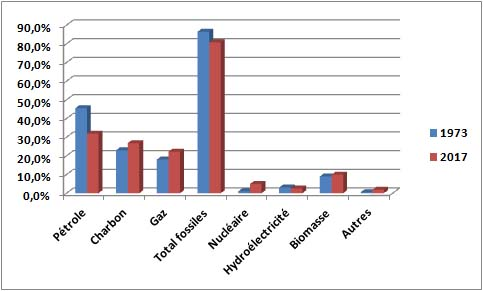 90,0%
80,0%
70,0%
60,0%
50,0%
40,0%
30,0%
20,0%
10,0%
0,0%
Pétrole
Charbon
Gaz
Total fossiles
Nucléaire
Hydroélectricité
Biomasse
Autres
1973
2017